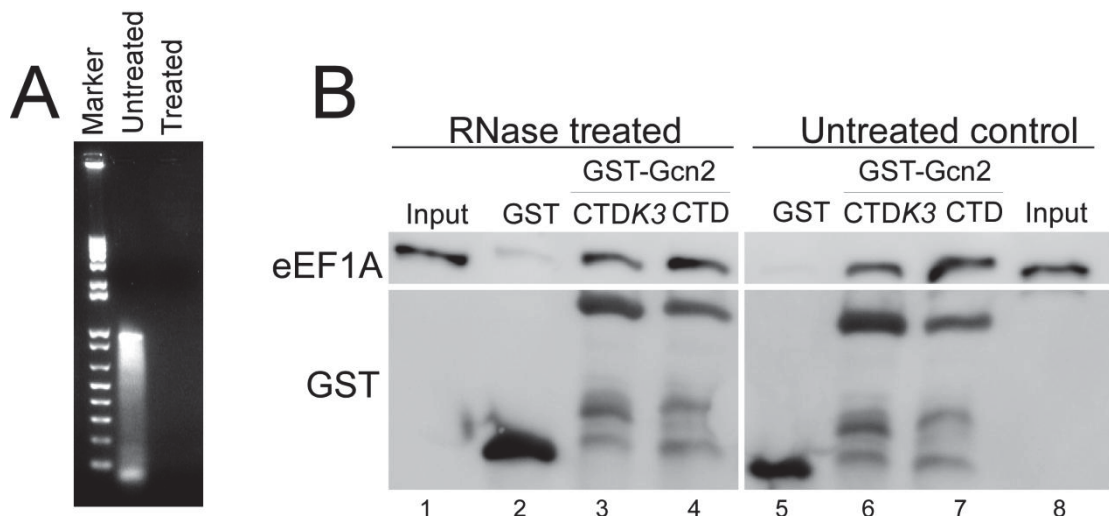 A
Marker
Untreated
Treated
B
RNase treated
Untreated control
GST-Gcn2
GST-Gcn2
Input GST CTDK3 CTD
GST CTDK3 CTD Input
eEF1A
GST
1 2 3 4 5 6 7 8